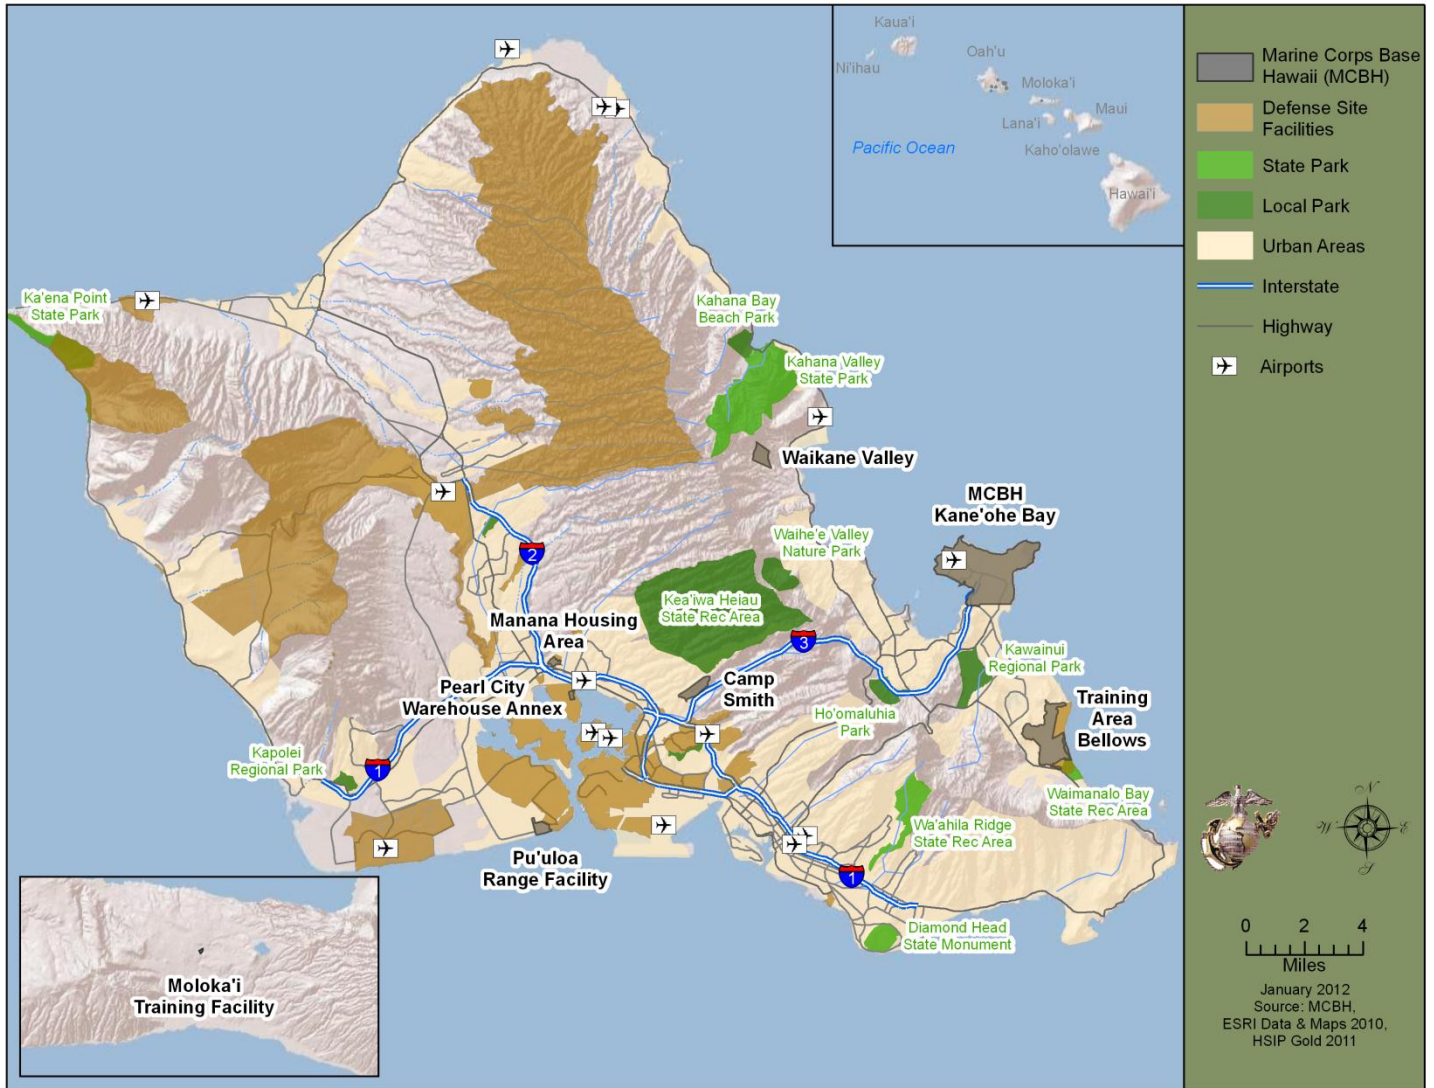 Kaua'i
Ni'ihau
Oah'u
Moloka'i
Maui
Lana'i
Kaho'olawe
Pacific Ocean
Hawai'i
Marine Corps Base
Hawaii (MCBH)
Defense Site
Facilities
State Park
Local Park
Urban Areas
Interstate
Highway
Airports
Ka'ena Point
State Park
Kahana Bay
Beach Park
Kahana Valley
State Park
Waikane Valley
MCBH
Kane'ohe Bay
Waihe'e Valley
Nature Park
2
Kea'iwa Heiau
State Rec Area
Manana Housing
Area
3
Kawainui
Regional Park
Pearl City
Warehouse Annex
Camp
Smith
Ho'omaluhia
Park
Training
Area
Bellows
Kapolei
Regional Park
1
Waimanalo Bay
State Rec Area
Wa'ahila Ridge
State Rec Area
Pu'uloa
Range Facility
1
Diamond Head
State Monument
Moloka'i
Training Facility
N
W
E
S
0 2 4
Miles
January 2012
Source: MCBH,
ESRI Data & Maps 2010,
HSIP Gold 2011